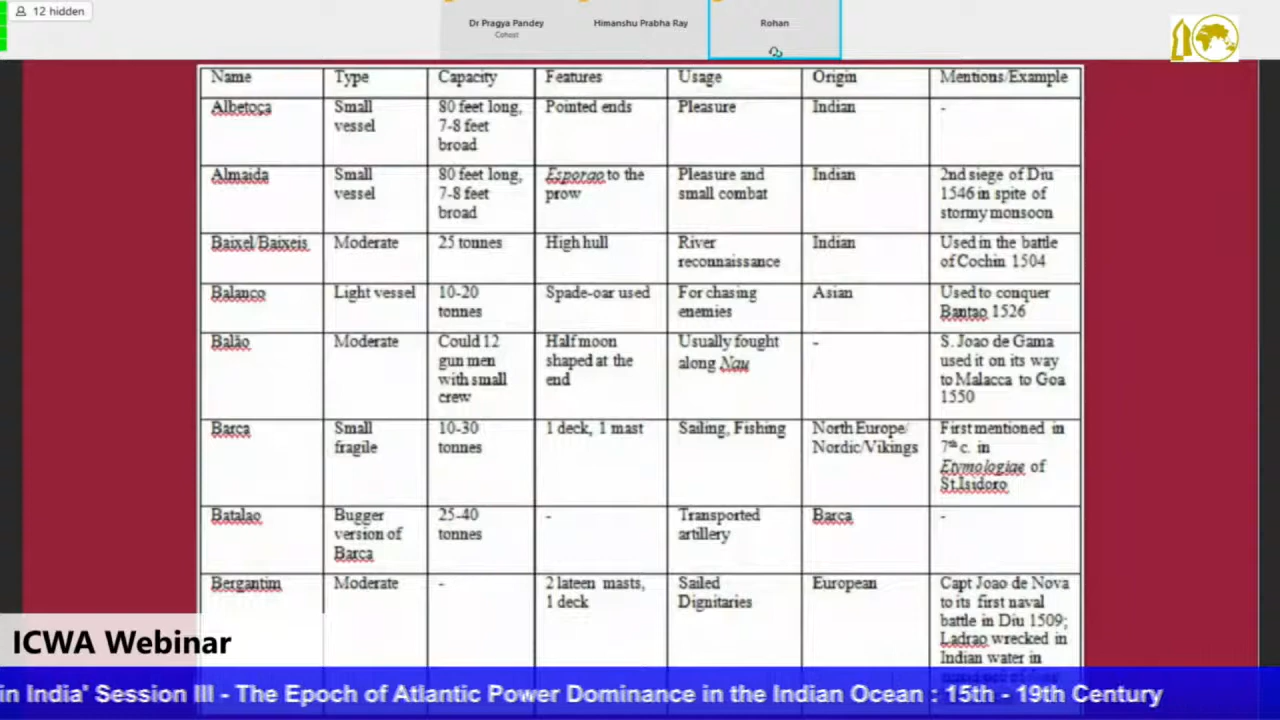 12 hidden
Dr Pragya Pandey
Cohost
Himanshu Prabha Ray
Rohan
Name Type Capacity Features Usage Origin Mentions/Example
Albetoça Small vessel 80 feet long, 7-8 feet broad Pointed ends Pleasure Indian -
Almaida Small vessel 80 feet long, 7-8 feet broad Esporao to the prow Pleasure and small combat Indian 2nd siege of Diu 1546 in spite of stormy monsoon
Baixel/Baixeis Moderate 25 tonnes High hull River reconnaissance Indian Used in the battle of Cochin 1504
Balanco Light vessel 10-20 tonnes Spade-oar used For chasing enemies Asian Used to conquer Bantao 1526
Balão Moderate Could 12 gun men with small crew Half moon shaped at the end Usually fought along Nau - S. Joao de Gama used it on its way to Malacca to Goa 1550
Barca Small fragile 10-30 tonnes 1 deck, 1 mast Sailing, Fishing North Europe/ Nordic/Vikings First mentioned in 7th c. in Etymologiae of St.Isidoro
Batalao Bugger version of Barca 25-40 tonnes - Transported artillery Barca -
Bergantim Moderate - 2 lateen masts, 1 deck Sailed Dignitaries European Capt Joao de Nova to its first naval battle in Diu 1509; Ladrao wrecked in Indian water in
ICWA Webinar
in India' Session III - The Epoch of Atlantic Power Dominance in the Indian Ocean : 15th - 19th Century